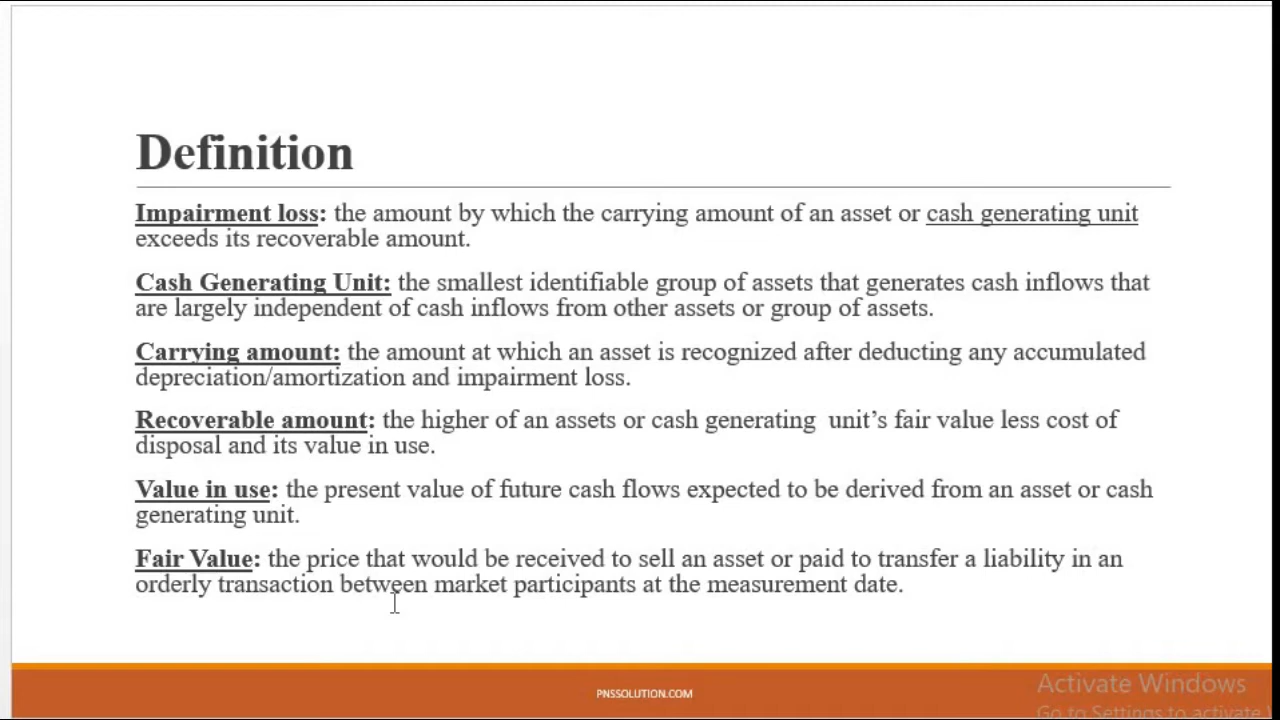 Definition
Impairment loss: the amount by which the carrying amount of an asset or cash generating unit
exceeds its recoverable amount.
Cash Generating Unit: the smallest identifiable group of assets that generates cash inflows that
are largely independent of cash inflows from other assets or group of assets.
Carrying amount: the amount at which an asset is recognized after deducting any accumulated
depreciation/amortization and impairment loss.
Recoverable amount: the higher of an assets or cash generating  unit’s fair value less cost of
disposal and its value in use.
Value in use: the present value of future cash flows expected to be derived from an asset or cash
generating unit.
Fair Value: the price that would be received to sell an asset or paid to transfer a liability in an
orderly transaction between market participants at the measurement date.
PNSSOLUTION.COM
Activate Windows
Go to Settings to activate